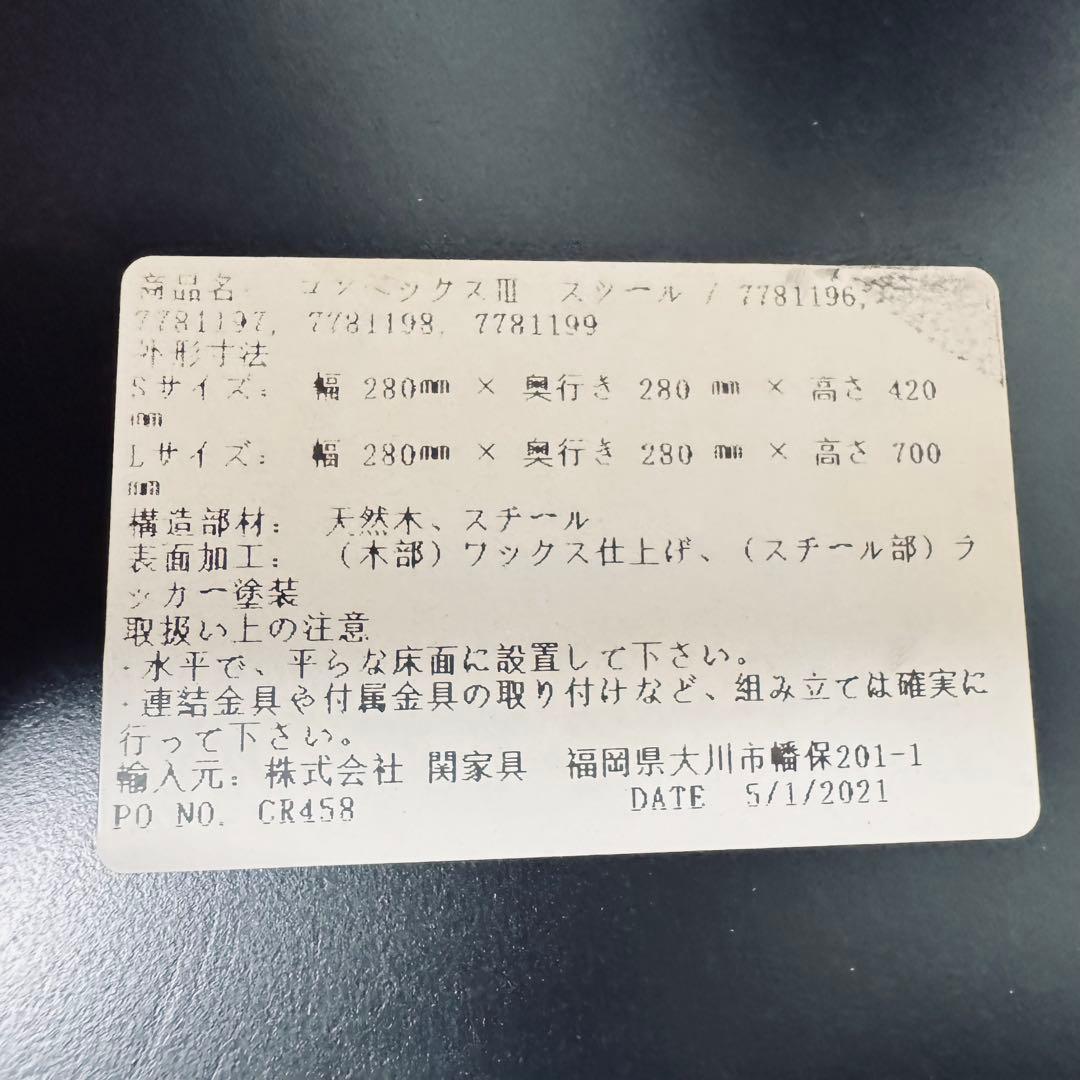 商品名： コンベックスⅢ スツール / 7781196,
7781197, 7781198, 7781199
外形寸法
Sサイズ： 幅 280mm × 奥行き 280 mm × 高さ 420
mm
Lサイズ： 幅 280mm × 奥行き 280 mm × 高さ 700
mm
構造部材： 天然木、スチール
表面加工： （木部）ワックス仕上げ、（スチール部）ラ
ッカー塗装
取扱い上の注意
・水平で、平らな床面に設置して下さい。
・連結金具や付属金具の取り付けなど、組み立ては確実に
行って下さい。
輸入元：株式会社 関家具 福岡県大川市幡保201-1
PO NO. CR458 DATE 5/1/2021